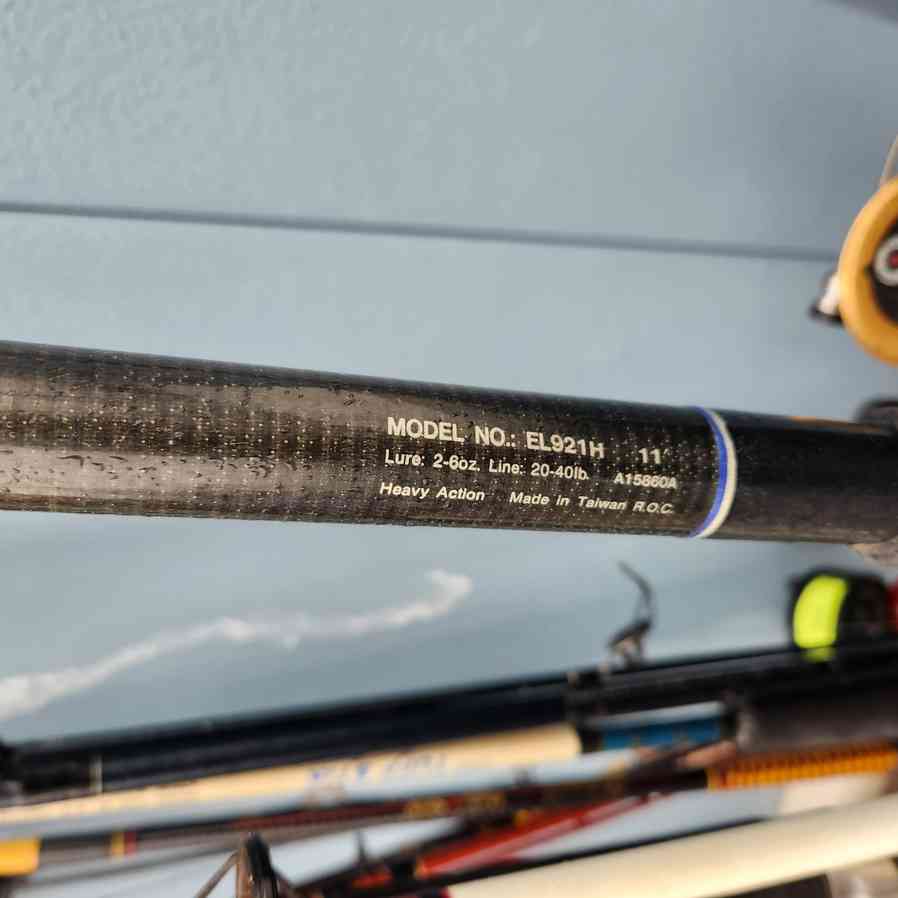 MODEL NO.: EL921H 11'
Lure: 2-6oz. Line: 20-40lb. A15860A
Heavy Action Made in Taiwan R.O.C.